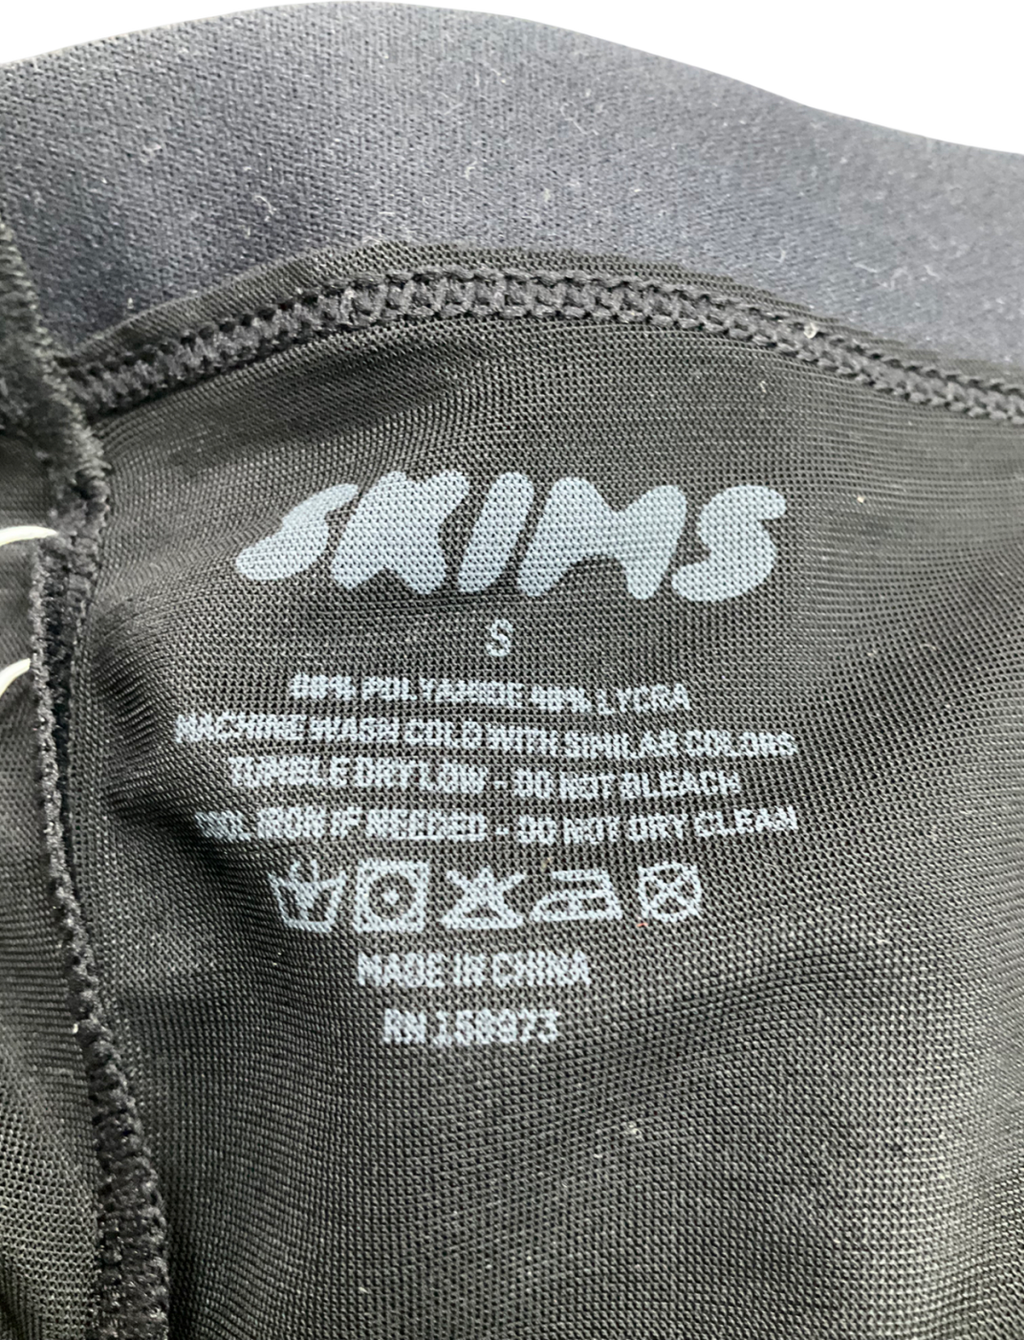 SKIMS
S
POLYAMIDE LYCRA
MACHINE WASH COLD WITH SIMILAR COLORS
TUMBLE DRY LOW - DO NOT BLEACH
IRON IF NEEDED - DO NOT DRY CLEAN
MADE IN CHINA
RN